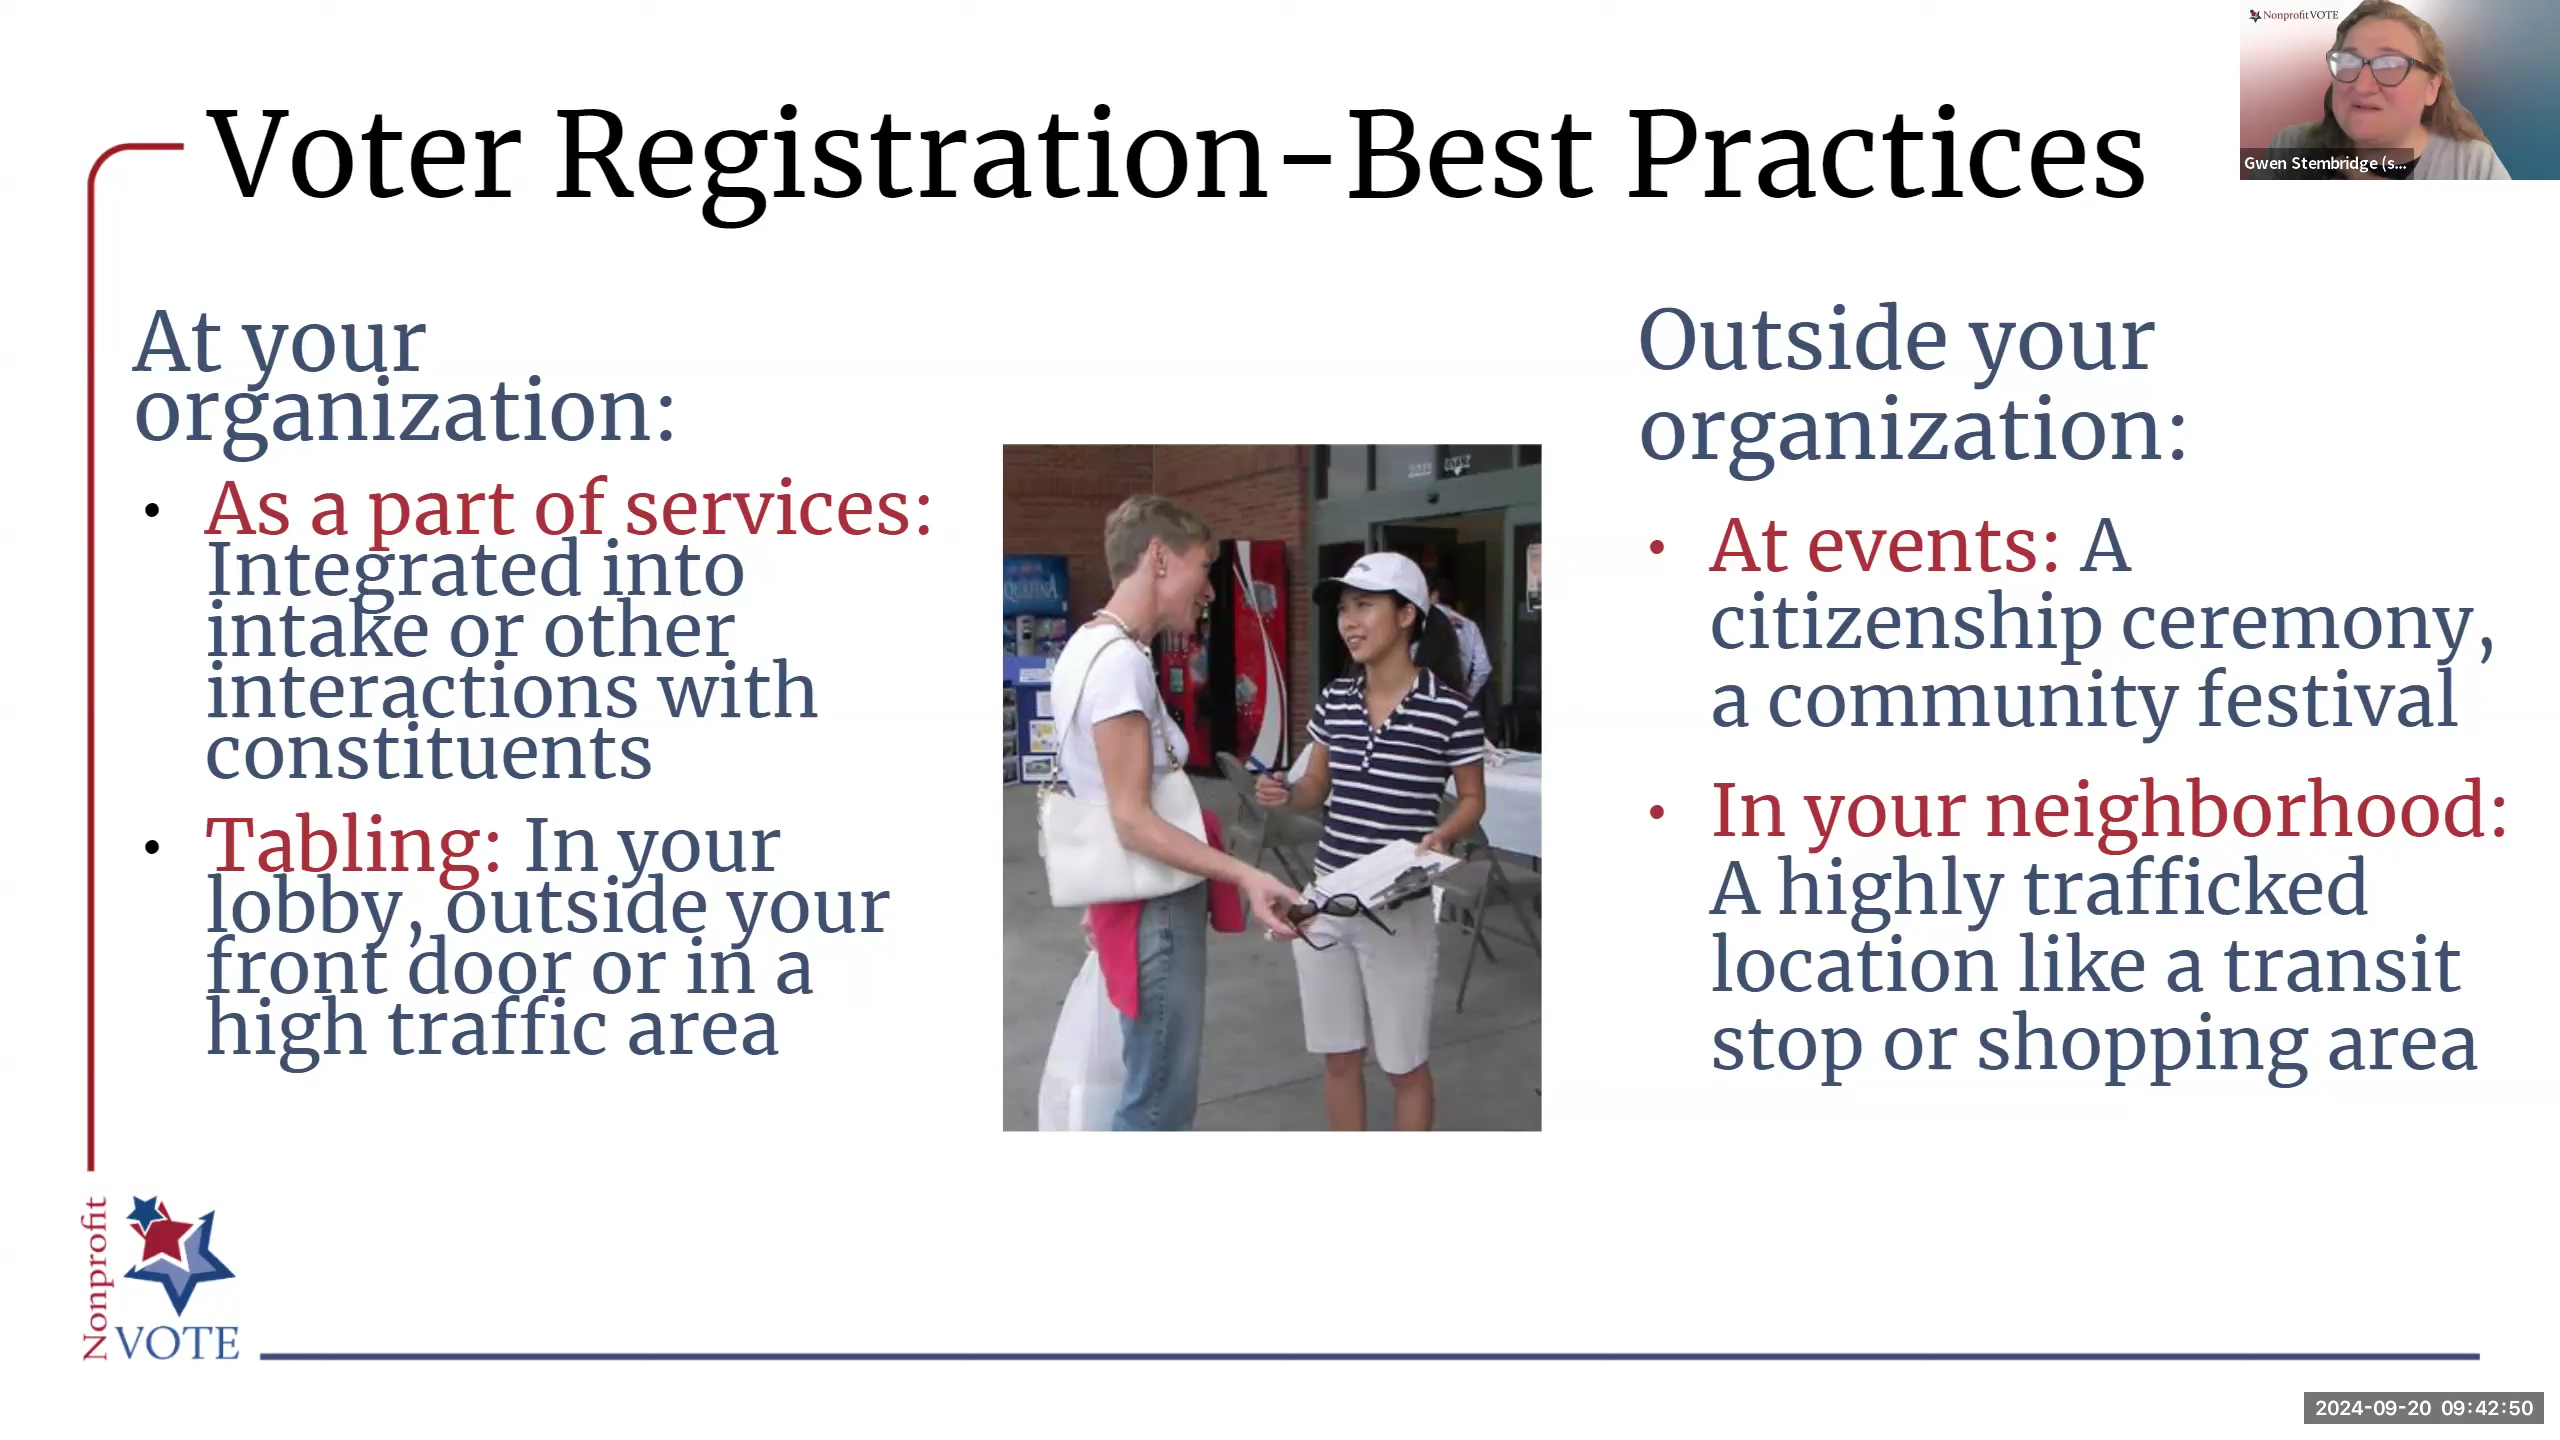 NonprofitVOTE
Gwen Stembridge (s...
Voter Registration-Best Practices
At your
organization:
• As a part of services:
Integrated into
intake or other
interactions with
constituents
• Tabling: In your
lobby, outside your
front door or in a
high traffic area
AQUAFINA
Outside your
organization:
• At events: A
citizenship ceremony,
a community festival
• In your neighborhood:
A highly trafficked
location like a transit
stop or shopping area
Nonprofit
VOTE
2024-09-20 09:42:50